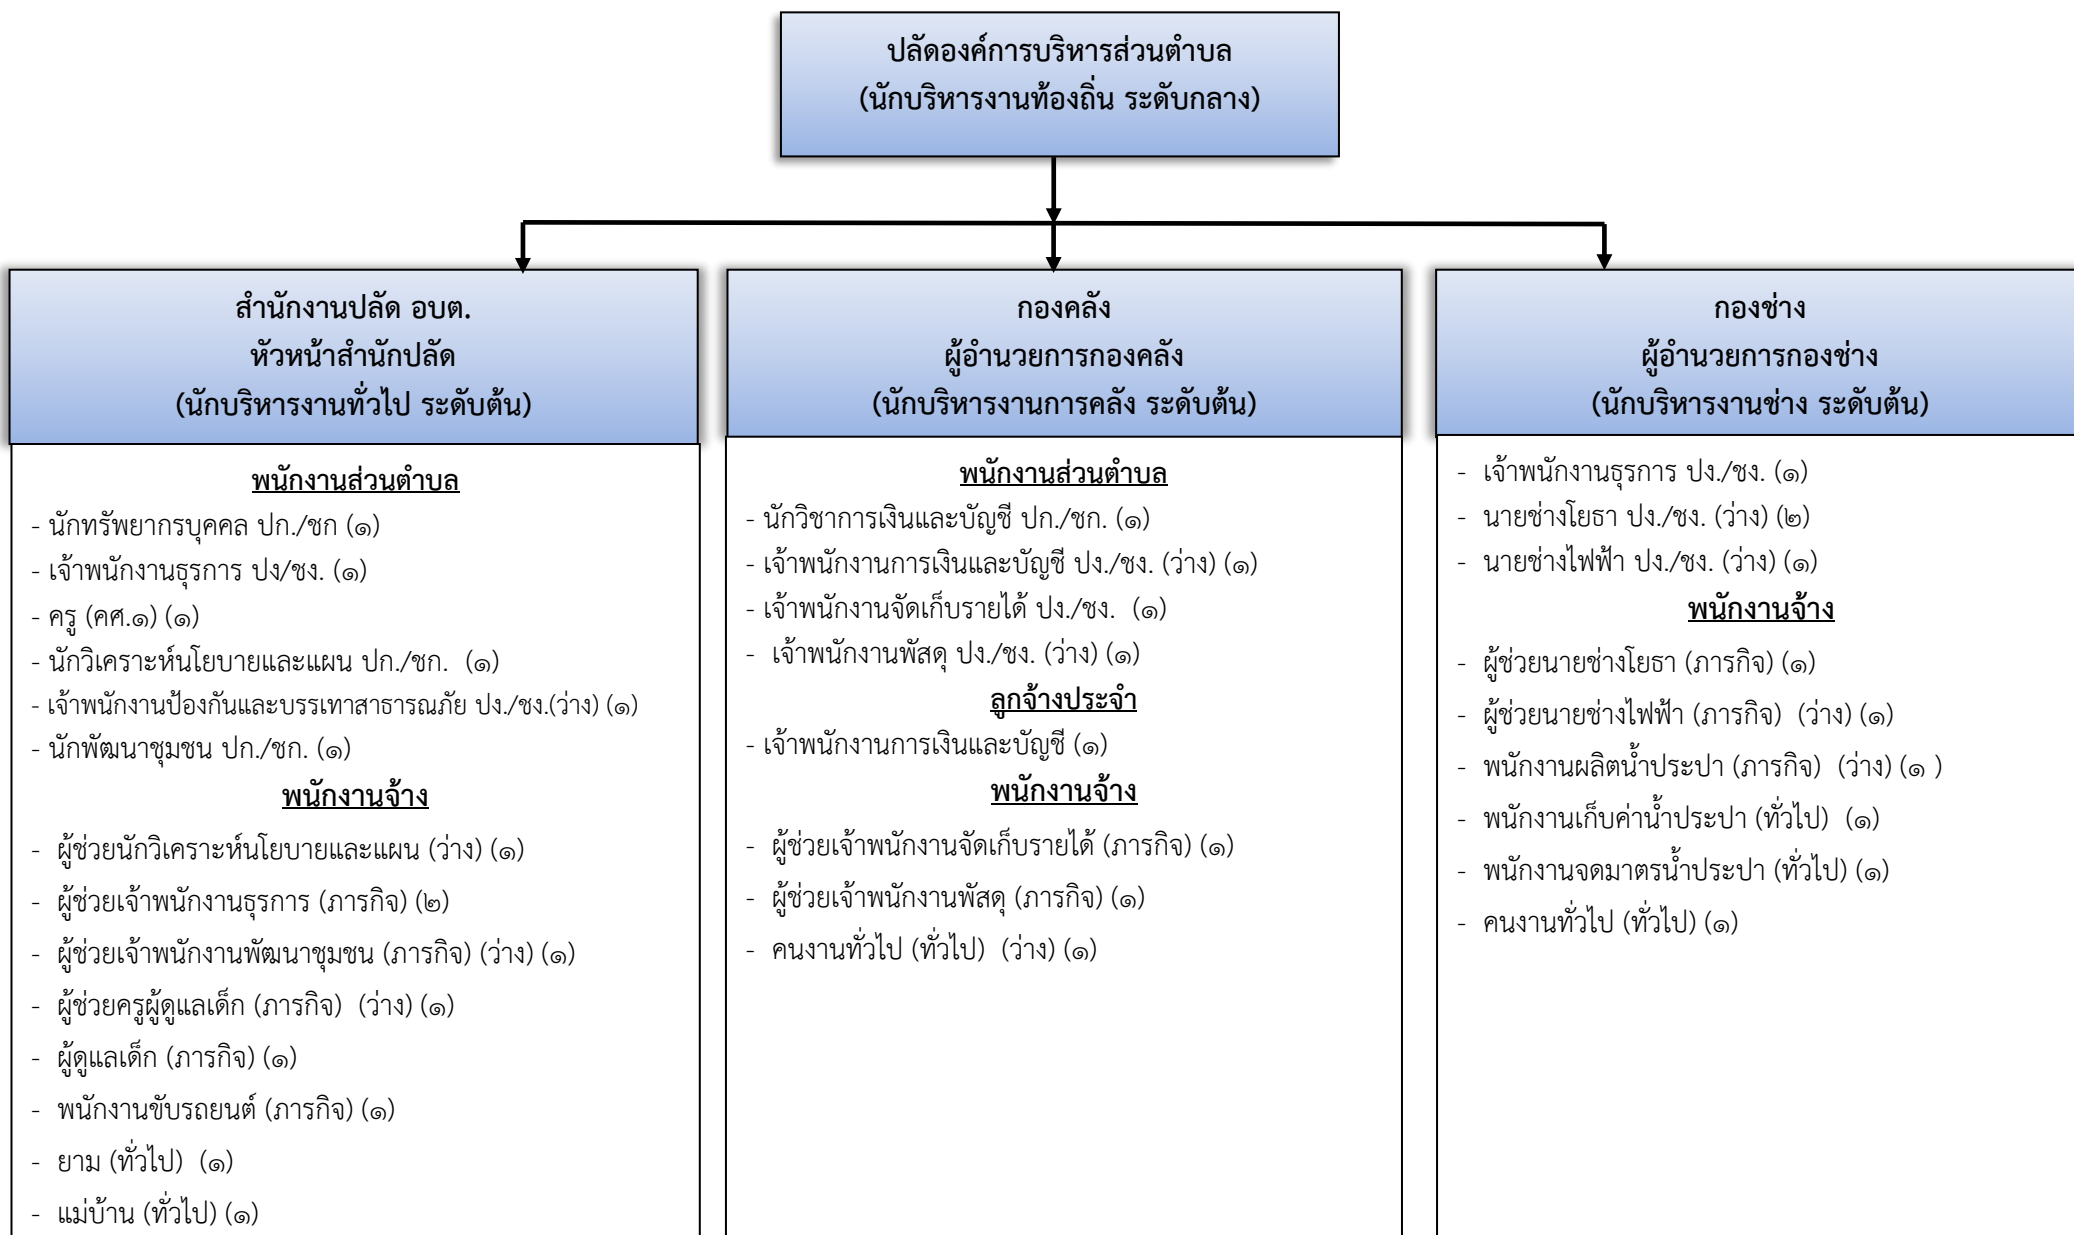 ปลัดองค์การบริหารส่วนตำบล
(นักบริหารงานท้องถิ่น ระดับกลาง)
สำนักงานปลัด อบต.
หัวหน้าสำนักปลัด
(นักบริหารงานทั่วไป ระดับต้น)
พนักงานส่วนตำบล
- นักทรัพยากรบุคคล ปก./ชก (๑)
- เจ้าพนักงานธุรการ ปง/ชง. (๑)
- ครู (คศ.๑) (๑)
- นักวิเคราะห์นโยบายและแผน ปก./ชก. (๑)
- เจ้าพนักงานป้องกันและบรรเทาสาธารณภัย ปง./ชง.(ว่าง) (๑)
- นักพัฒนาชุมชน ปก./ชก. (๑)
พนักงานจ้าง
- ผู้ช่วยนักวิเคราะห์นโยบายและแผน (ว่าง) (๑)
- ผู้ช่วยเจ้าพนักงานธุรการ (ภารกิจ) (๒)
- ผู้ช่วยเจ้าพนักงานพัฒนาชุมชน (ภารกิจ) (ว่าง) (๑)
- ผู้ช่วยครูผู้ดูแลเด็ก (ภารกิจ) (ว่าง) (๑)
- ผู้ดูแลเด็ก (ภารกิจ) (๑)
- พนักงานขับรถยนต์ (ภารกิจ) (๑)
- ยาม (ทั่วไป) (๑)
- แม่บ้าน (ทั่วไป) (๑)
กองคลัง
ผู้อำนวยการกองคลัง
(นักบริหารงานการคลัง ระดับต้น)
พนักงานส่วนตำบล
- นักวิชาการเงินและบัญชี ปก./ชก. (๑)
- เจ้าพนักงานการเงินและบัญชี ปง./ชง. (ว่าง) (๑)
- เจ้าพนักงานจัดเก็บรายได้ ปง./ชง. (๑)
- เจ้าพนักงานพัสดุ ปง./ชง. (ว่าง) (๑)
ลูกจ้างประจำ
- เจ้าพนักงานการเงินและบัญชี (๑)
พนักงานจ้าง
- ผู้ช่วยเจ้าพนักงานจัดเก็บรายได้ (ภารกิจ) (๑)
- ผู้ช่วยเจ้าพนักงานพัสดุ (ภารกิจ) (๑)
- คนงานทั่วไป (ทั่วไป) (ว่าง) (๑)
กองช่าง
ผู้อำนวยการกองช่าง
(นักบริหารงานช่าง ระดับต้น)
- เจ้าพนักงานธุรการ ปง./ชง. (๑)
- นายช่างโยธา ปง./ชง. (ว่าง) (๒)
- นายช่างไฟฟ้า ปง./ชง. (ว่าง) (๑)
พนักงานจ้าง
- ผู้ช่วยนายช่างโยธา (ภารกิจ) (๑)
- ผู้ช่วยนายช่างไฟฟ้า (ภารกิจ) (ว่าง) (๑)
- พนักงานผลิตน้ำประปา (ภารกิจ) (ว่าง) (๑ )
- พนักงานเก็บค่าน้ำประปา (ทั่วไป) (๑)
- พนักงานจดมาตรน้ำประปา (ทั่วไป) (๑)
- คนงานทั่วไป (ทั่วไป) (๑)